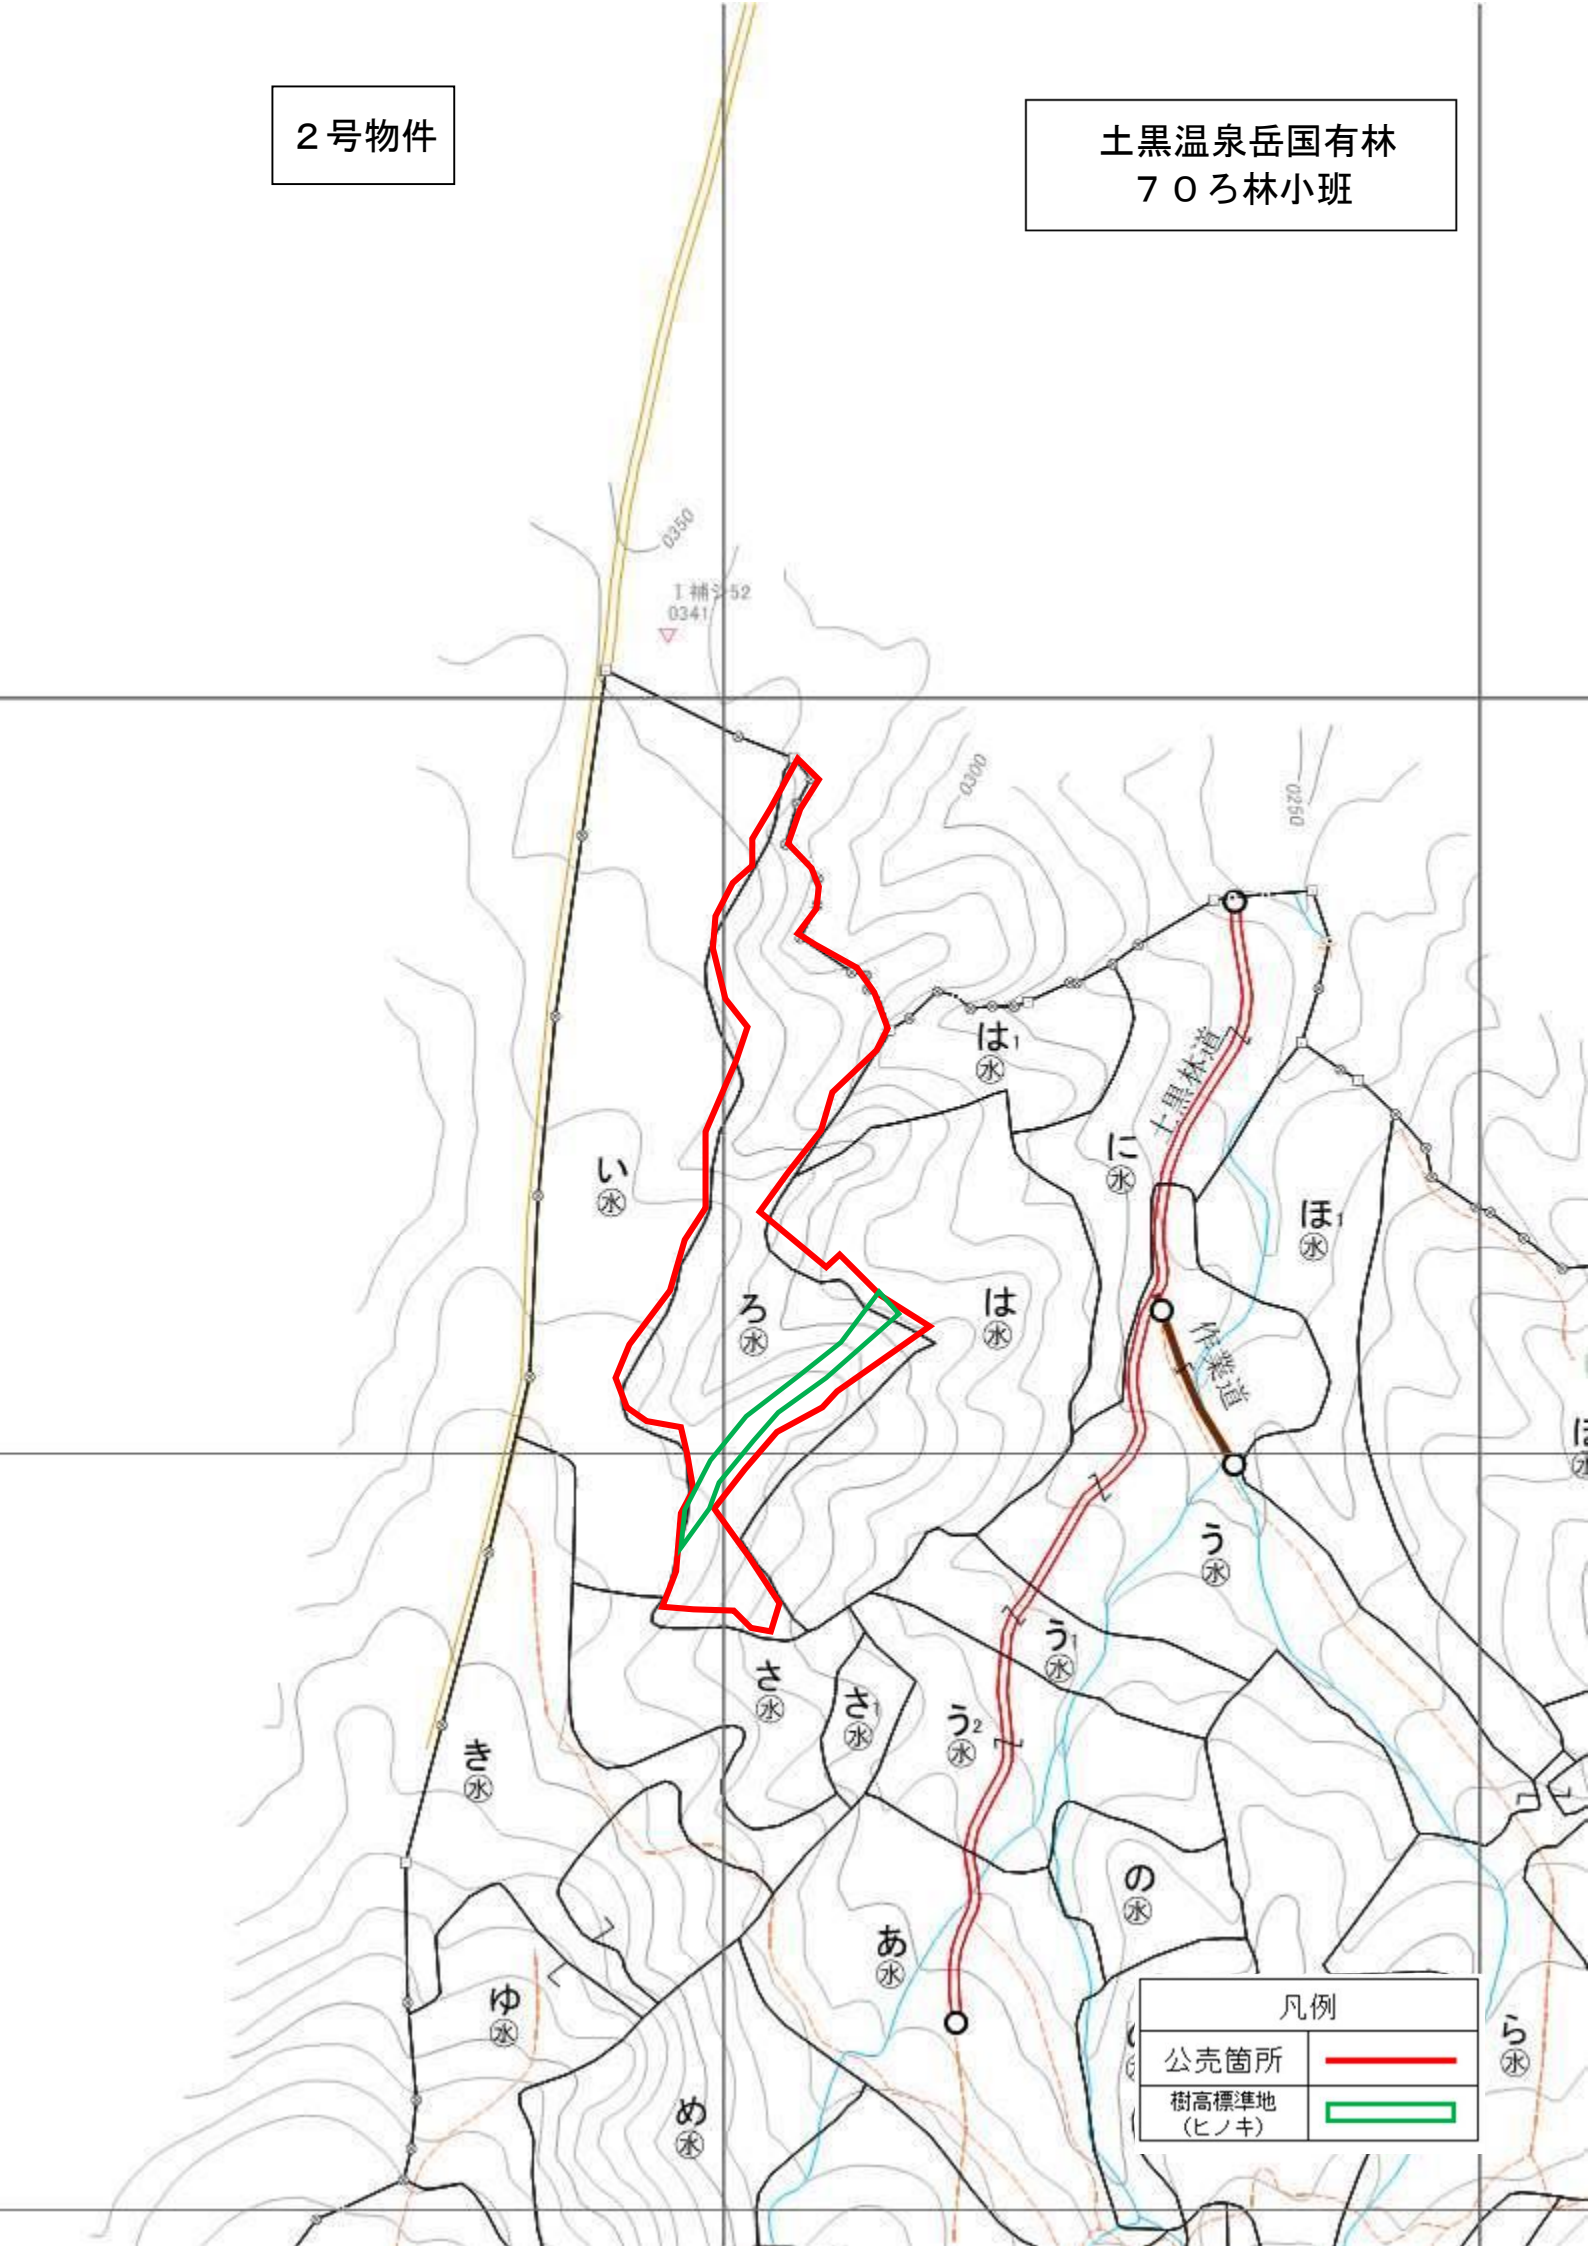 ２号物件
土黒温泉岳国有林
７０ろ林小班
0350
0341
0300
0250
は1
水
土黒林道
に
水
い
水
ほ1
水
ろ
水
は
水
作業道
う
水
う1
水
さ
水
さ1
水
う2
水
き
水
の
水
あ
水
ゆ
水
ら
水
め
水
凡例
公売箇所
樹高標準地
(ヒノキ)